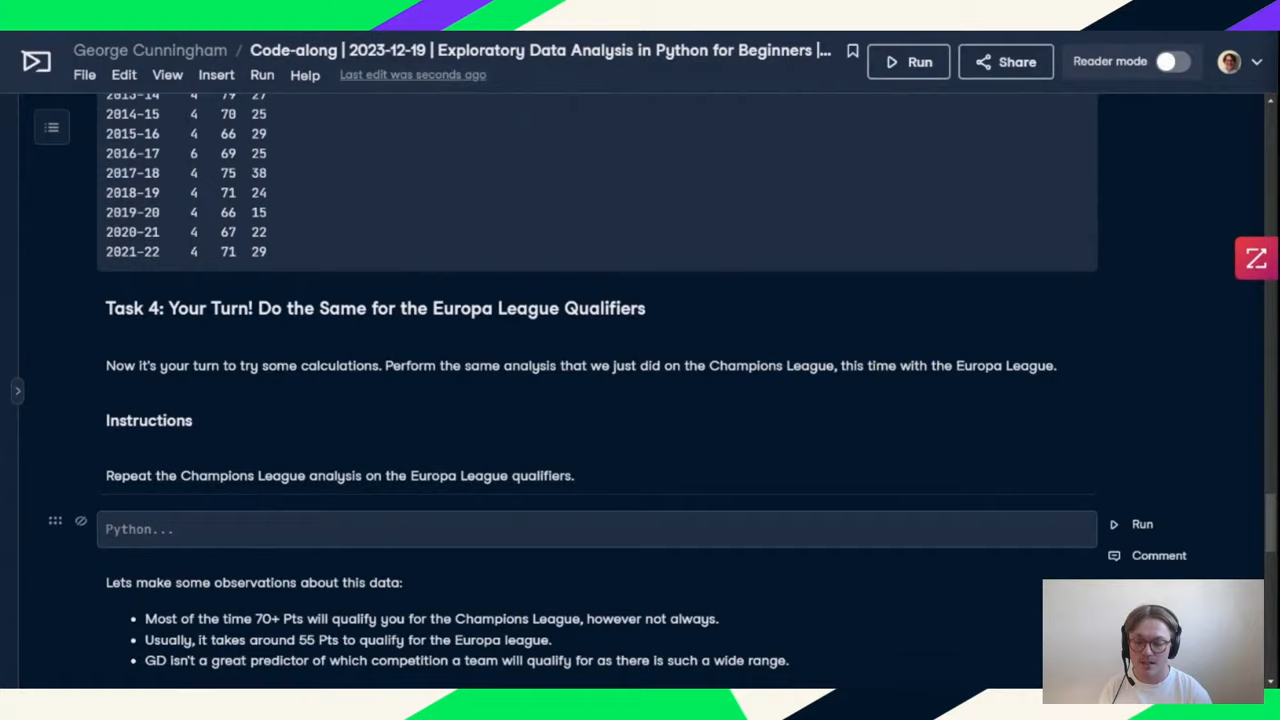 George Cunningham / Code-along | 2023-12-19 | Exploratory Data Analysis in Python for Beginners |...
Run
Share
Reader mode
File Edit View Insert Run Help Last edit was seconds ago
2013-14 4 79 27
2014-15 4 70 25
2015-16 4 66 29
2016-17 6 69 25
2017-18 4 75 38
2018-19 4 71 24
2019-20 4 66 15
2020-21 4 67 22
2021-22 4 71 29
Task 4: Your Turn! Do the Same for the Europa League Qualifiers
Now it's your turn to try some calculations. Perform the same analysis that we just did on the Champions League, this time with the Europa League.
Instructions
Repeat the Champions League analysis on the Europa League qualifiers.
Python...
Run
Comment
Lets make some observations about this data:
• Most of the time 70+ Pts will qualify you for the Champions League, however not always.
• Usually, it takes around 55 Pts to qualify for the Europa league.
• GD isn't a great predictor of which competition a team will qualify for as there is such a wide range.